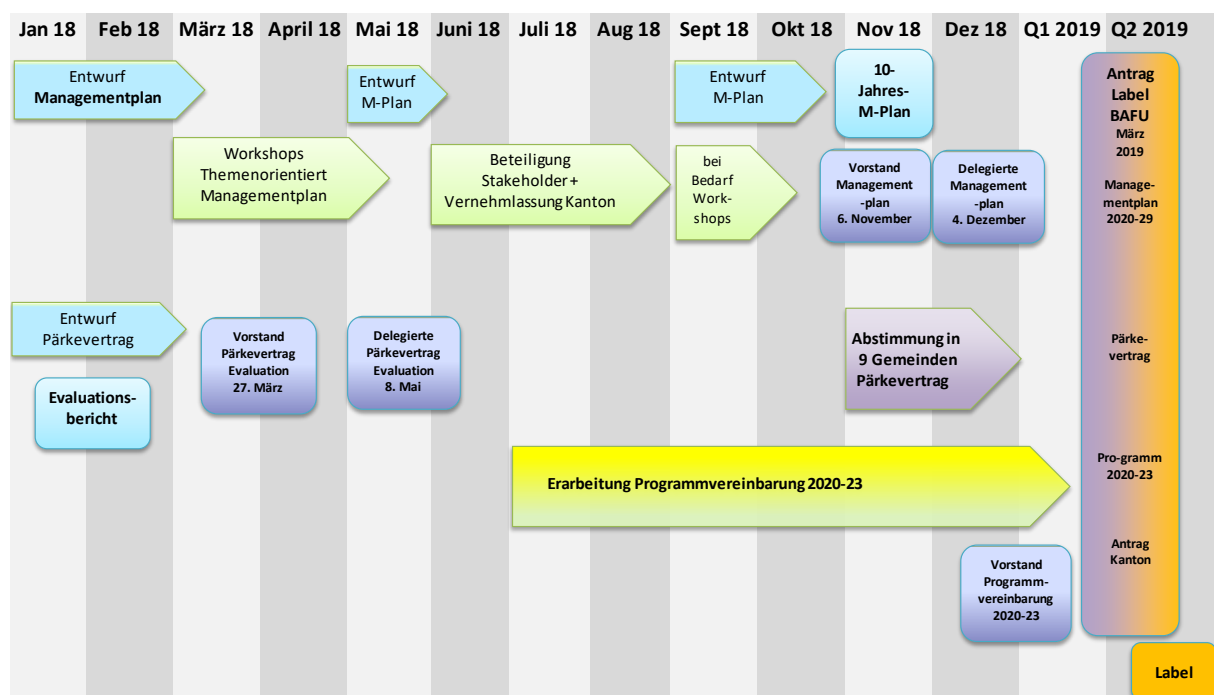 Jan 18 Feb 18 März 18 April 18 Mai 18 Juni 18 Juli 18 Aug 18 Sept 18 Okt 18 Nov 18 Dez 18 Q1 2019 Q2 2019
Entwurf
Managementplan
Entwurf
M-Plan
Entwurf
M-Plan
10-
Jahres-
M-Plan
Workshops
Themenorientiert
Managementplan
Beteiligung
Stakeholder +
Vernehmlassung Kanton
bei
Bedarf
Work-
shops
Vorstand
Management
-plan
6. November
Delegierte
Management
-plan
4. Dezember
Entwurf
Pärkevertrag
Evaluations-
bericht
Vorstand
Pärkevertrag
Evaluation
27. März
Delegierte
Pärkevertrag
Evaluation
8. Mai
Abstimmung in
9 Gemeinden
Pärkevertrag
Erarbeitung Programmvereinbarung 2020-23
Vorstand
Programm-
vereinbarung
2020-23
Antrag
Label
BAFU
März
2019
Manage-
mentplan
2020-29
Pärke-
vertrag
Pro-gramm
2020-23
Antrag
Kanton
Label